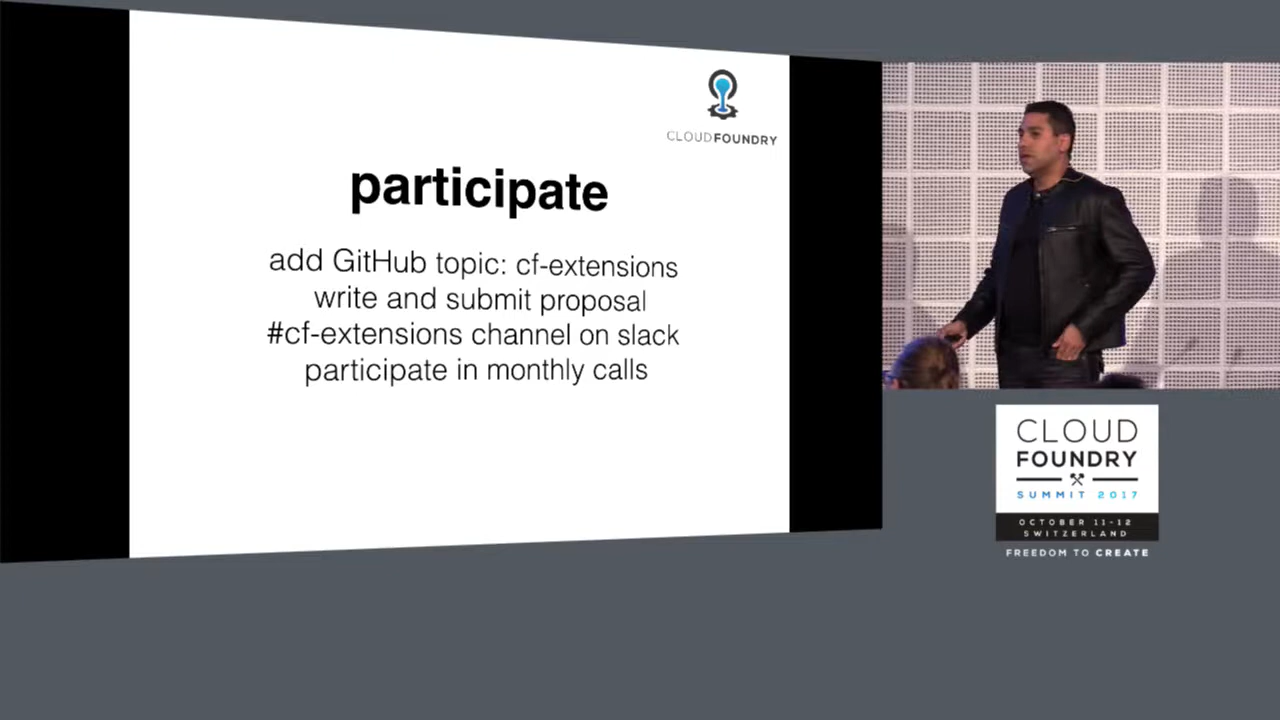 CLOUDFOUNDRY
participate
add GitHub topic: cf-extensions
write and submit proposal
#cf-extensions channel on slack
participate in monthly calls
CLOUD
FOUNDRY
SUMMIT 2017
OCTOBER 11-12
SWITZERLAND
FREEDOM TO CREATE